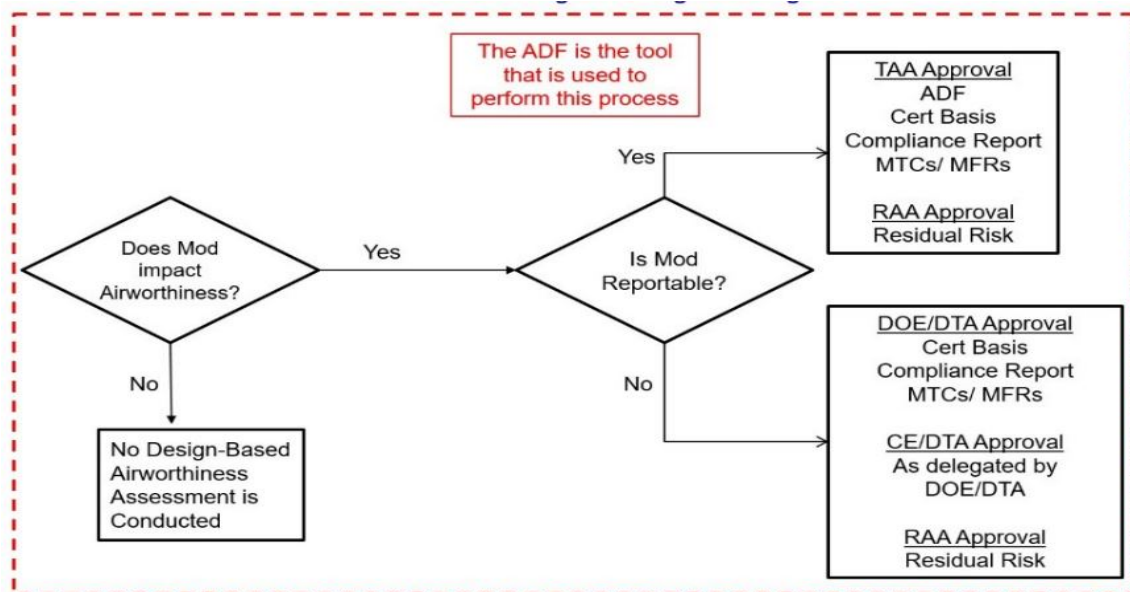 The ADF is the tool
that is used to
perform this process
Does Mod
impact
Airworthiness?
Yes
No
No Design-Based
Airworthiness
Assessment is
Conducted
Is Mod
Reportable?
Yes
No
TAA Approval
ADF
Cert Basis
Compliance Report
MTCs/ MFRs
RAA Approval
Residual Risk
DOE/DTA Approval
Cert Basis
Compliance Report
MTCs/ MFRs
CE/DTA Approval
As delegated by
DOE/DTA
RAA Approval
Residual Risk